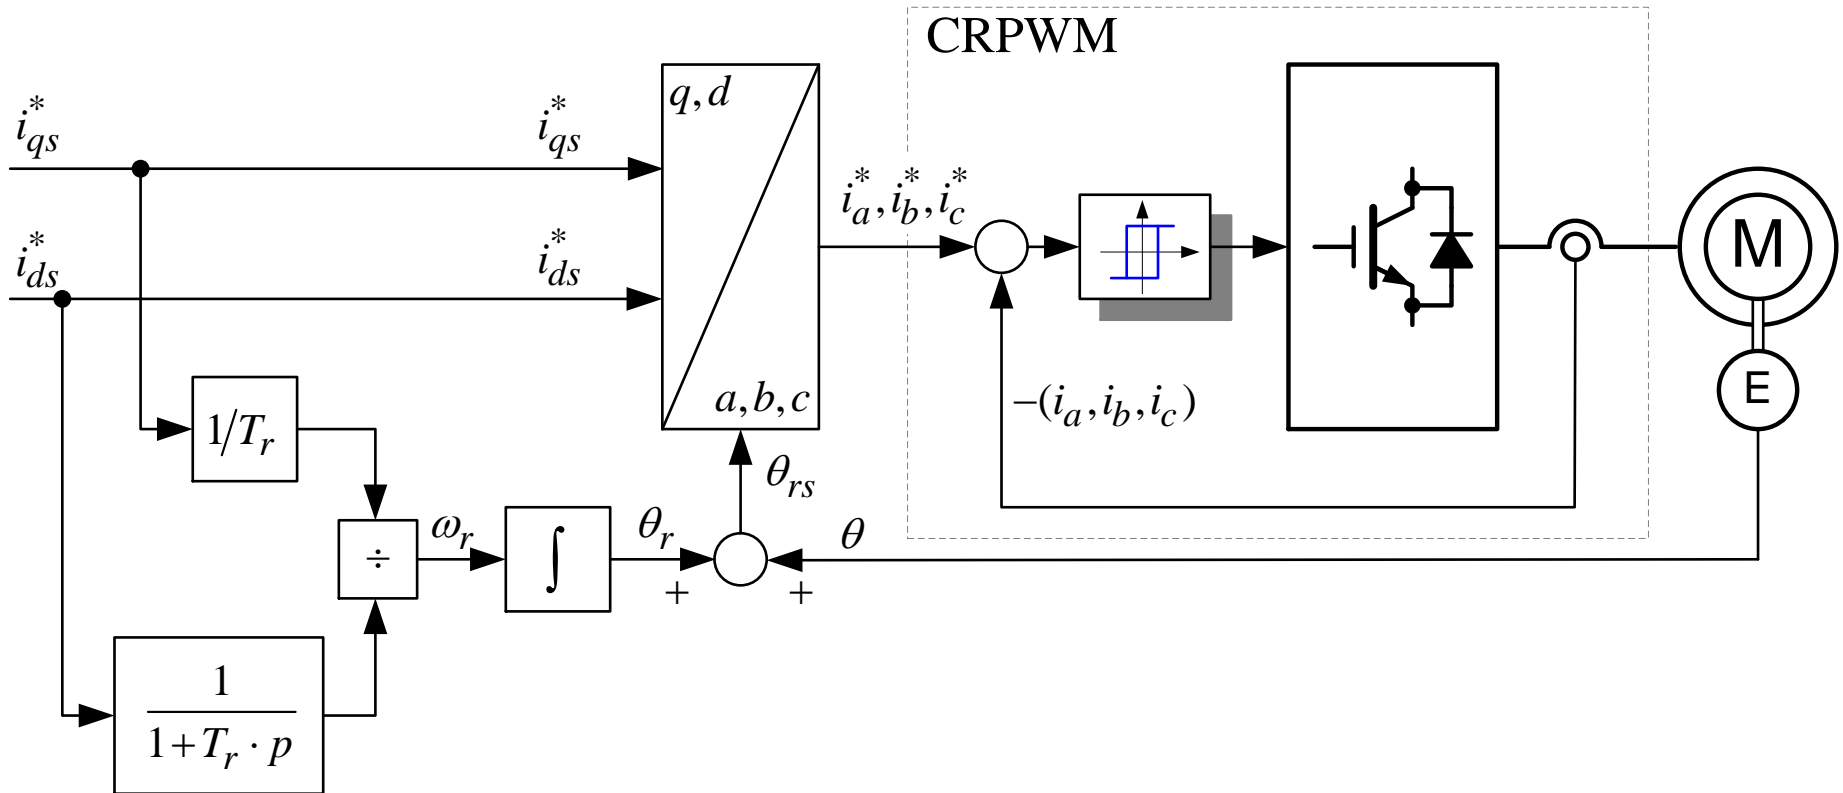 CRPWM
q,d
i*qs
i*qs
i*a,i*b,i*c
M
i*ds
i*ds
E
a,b,c
−(ia,ib,ic)
1/Tr
θrs
ωr
θr
θ
÷
∫
+
+
1
1+Tr·p